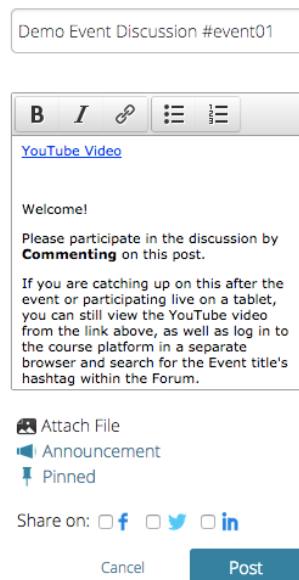 Demo Event Discussion #event01
B I
YouTube Video
Welcome!
Please participate in the discussion by
Commenting on this post.
If you are catching up on this after the
event or participating live on a tablet,
you can still view the YouTube video
from the link above, as well as log in to
the course platform in a separate
browser and search for the Event title's
hashtag within the Forum.
Attach File
Announcement
Pinned
Share on: f in
Cancel Post